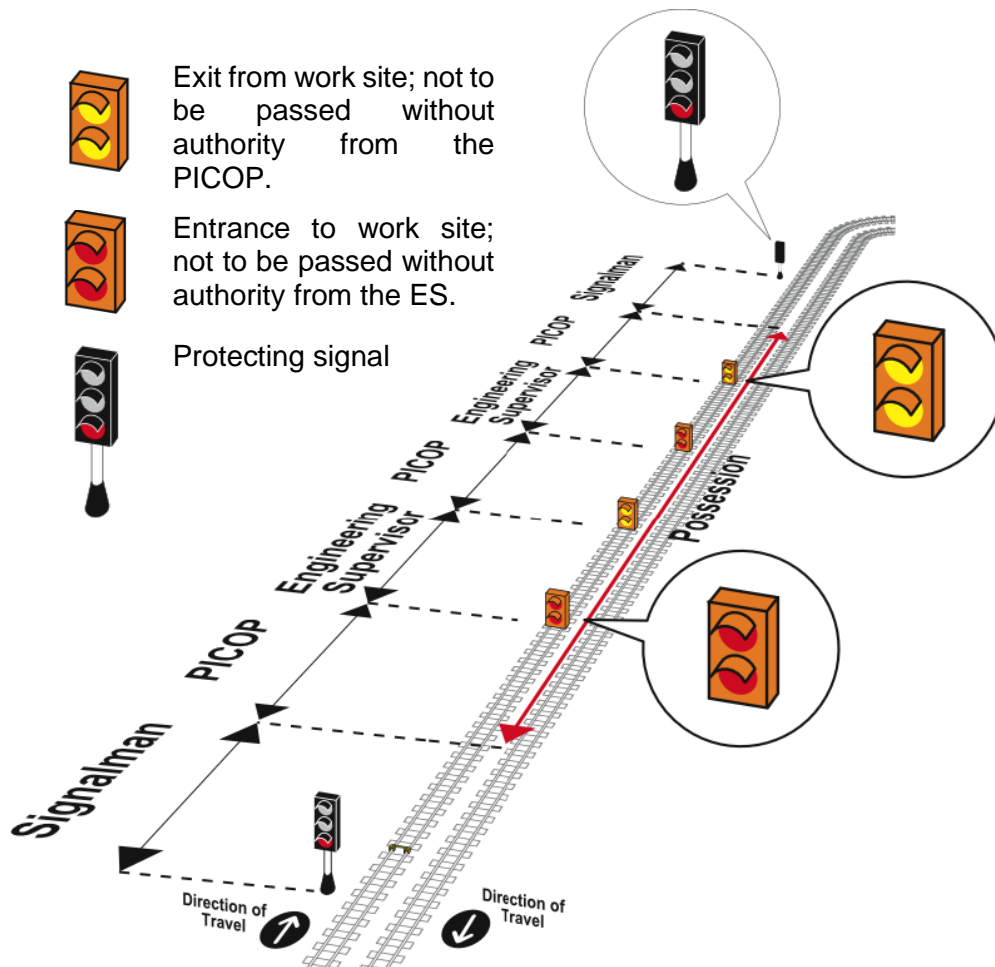 Exit from work site; not to
be passed without
authority from the
PICOP.
Entrance to work site;
not to be passed without
authority from the ES.
Protecting signal
Signalman
PICOP
Engineering
Supervisor
PICOP
Engineering
Supervisor
PICOP
Signalman
Possession
Direction of
Travel
Direction of
Travel